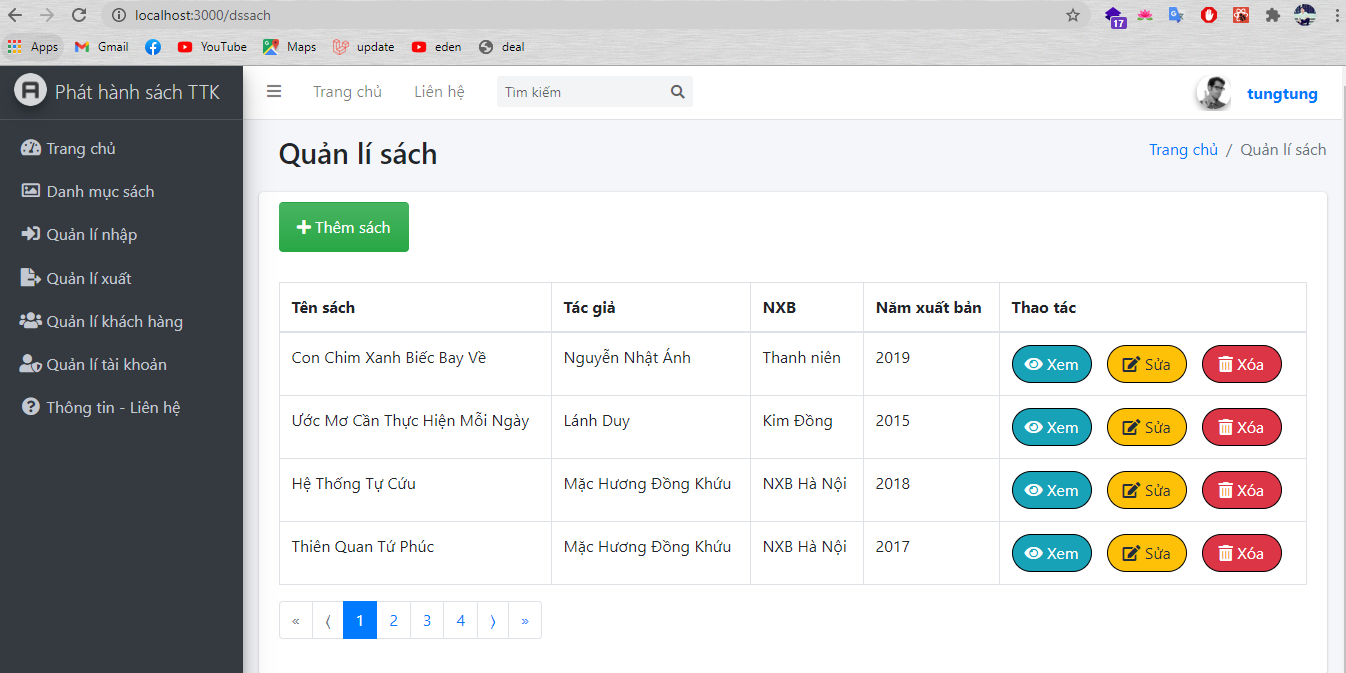 localhost:3000/dssach
17
Apps Gmail YouTube Maps update eden deal
Phát hành sách TTK
Trang chủ Liên hệ Tìm kiếm tungtung
Trang chủ
Danh mục sách
Quản lí nhập
Quản lí xuất
Quản lí khách hàng
Quản lí tài khoản
Thông tin - Liên hệ
Quản lí sách
Trang chủ / Quản lí sách
Thêm sách
Tên sách Tác giả NXB Năm xuất bản Thao tác
Con Chim Xanh Biếc Bay Về Nguyễn Nhật Ánh Thanh niên 2019 Xem Sửa Xóa
Ước Mơ Cần Thực Hiện Mỗi Ngày Lánh Duy Kim Đồng 2015 Xem Sửa Xóa
Hệ Thống Tự Cứu Mặc Hương Đồng Khứu NXB Hà Nội 2018 Xem Sửa Xóa
Thiên Quan Tứ Phúc Mặc Hương Đồng Khứu NXB Hà Nội 2017 Xem Sửa Xóa
« ⟨ 1 2 3 4 ⟩ »